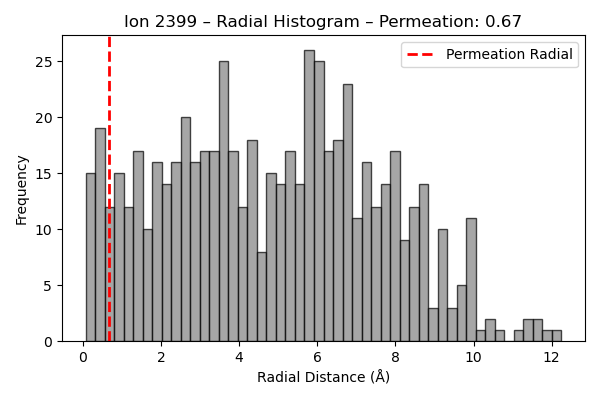 Ion 2399 – Radial Histogram – Permeation: 0.67
Permeation Radial
Frequency
25
20
15
10
5
0
0 2 4 6 8 10 12
Radial Distance (Å)